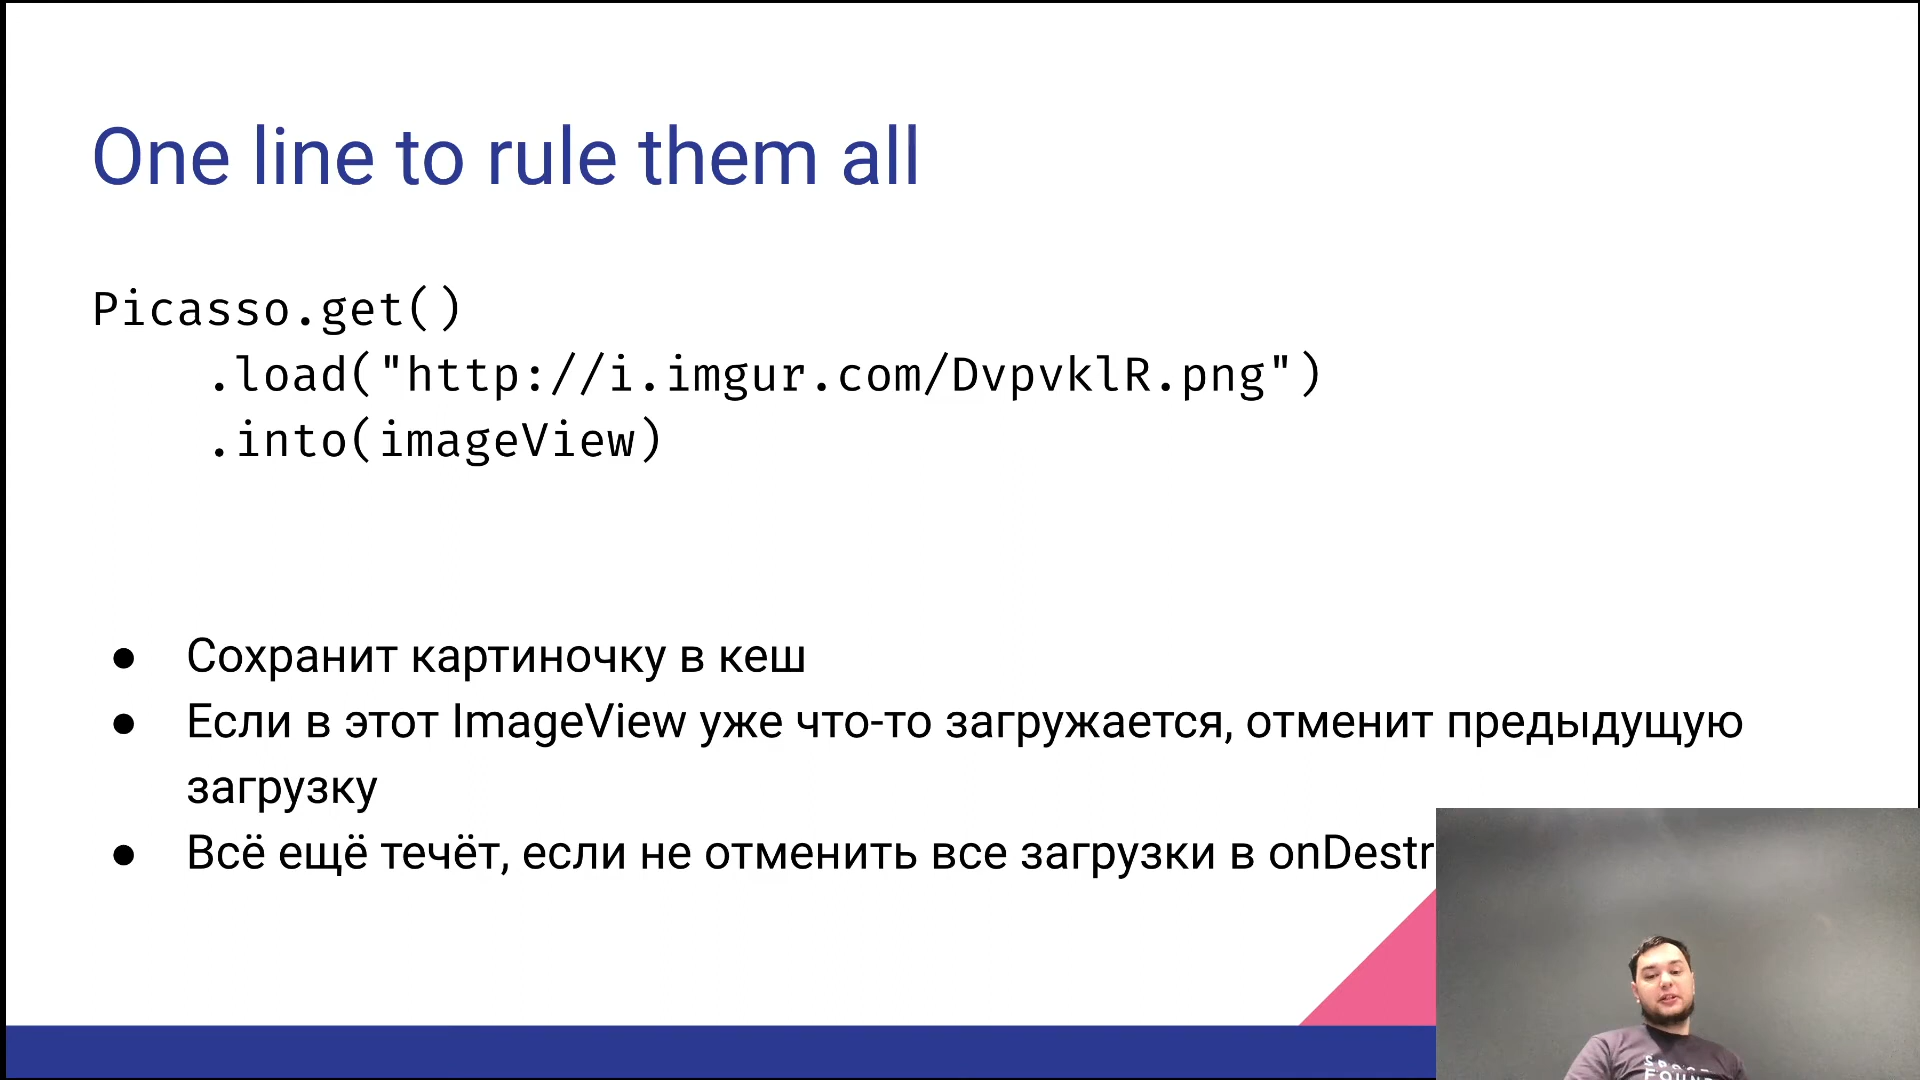 One line to rule them all
Picasso.get()
.load("http://i.imgur.com/DvpvklR.png")
.into(imageView)
● Сохранит картиночку в кеш
● Если в этот ImageView уже что-то загружается, отменит предыдущую
загрузку
● Всё ещё течёт, если не отменить все загрузки в onDestr